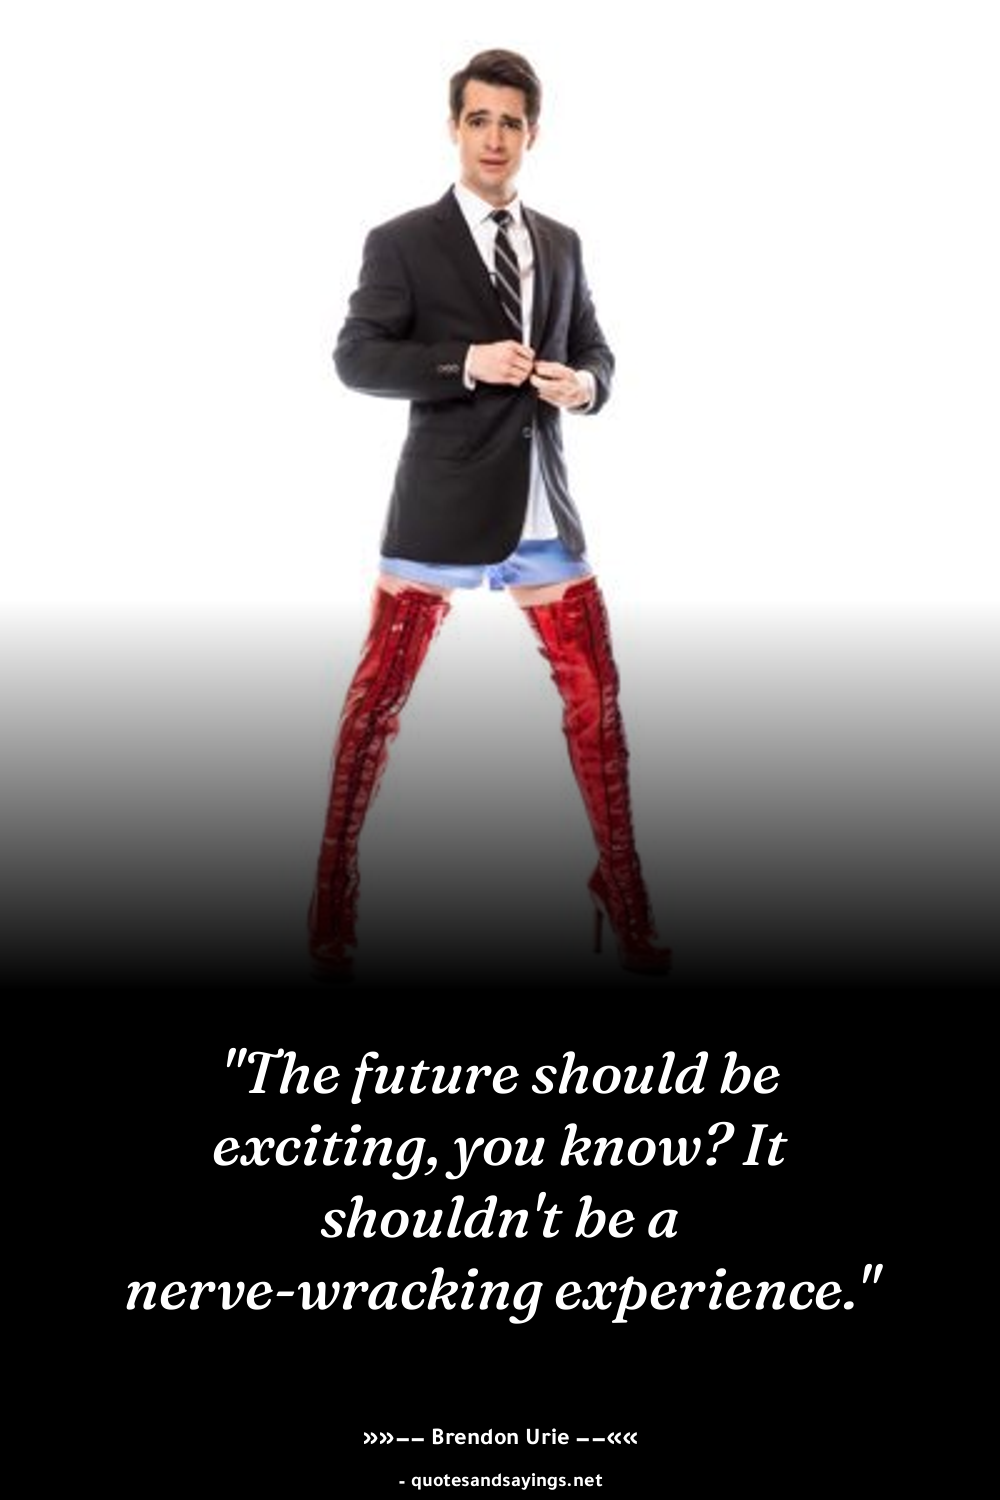 "The future should be
exciting, you know? It
shouldn't be a
nerve-wracking experience."
»»−− Brendon Urie −−««
- quotesandsayings.net